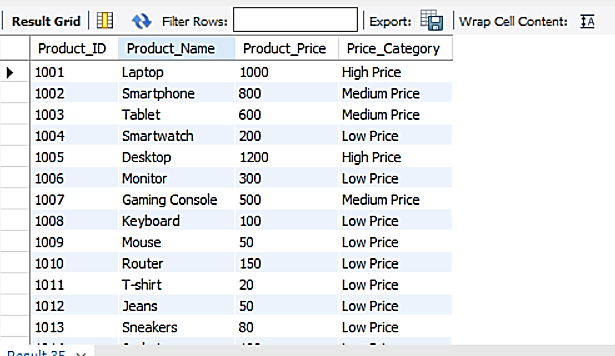 Result Grid Filter Rows: Export: Wrap Cell Content:
Product_ID Product_Name Product_Price Price_Category
1001 Laptop 1000 High Price
1002 Smartphone 800 Medium Price
1003 Tablet 600 Medium Price
1004 Smartwatch 200 Low Price
1005 Desktop 1200 High Price
1006 Monitor 300 Low Price
1007 Gaming Console 500 Medium Price
1008 Keyboard 100 Low Price
1009 Mouse 50 Low Price
1010 Router 150 Low Price
1011 T-shirt 20 Low Price
1012 Jeans 50 Low Price
1013 Sneakers 80 Low Price
Result 35